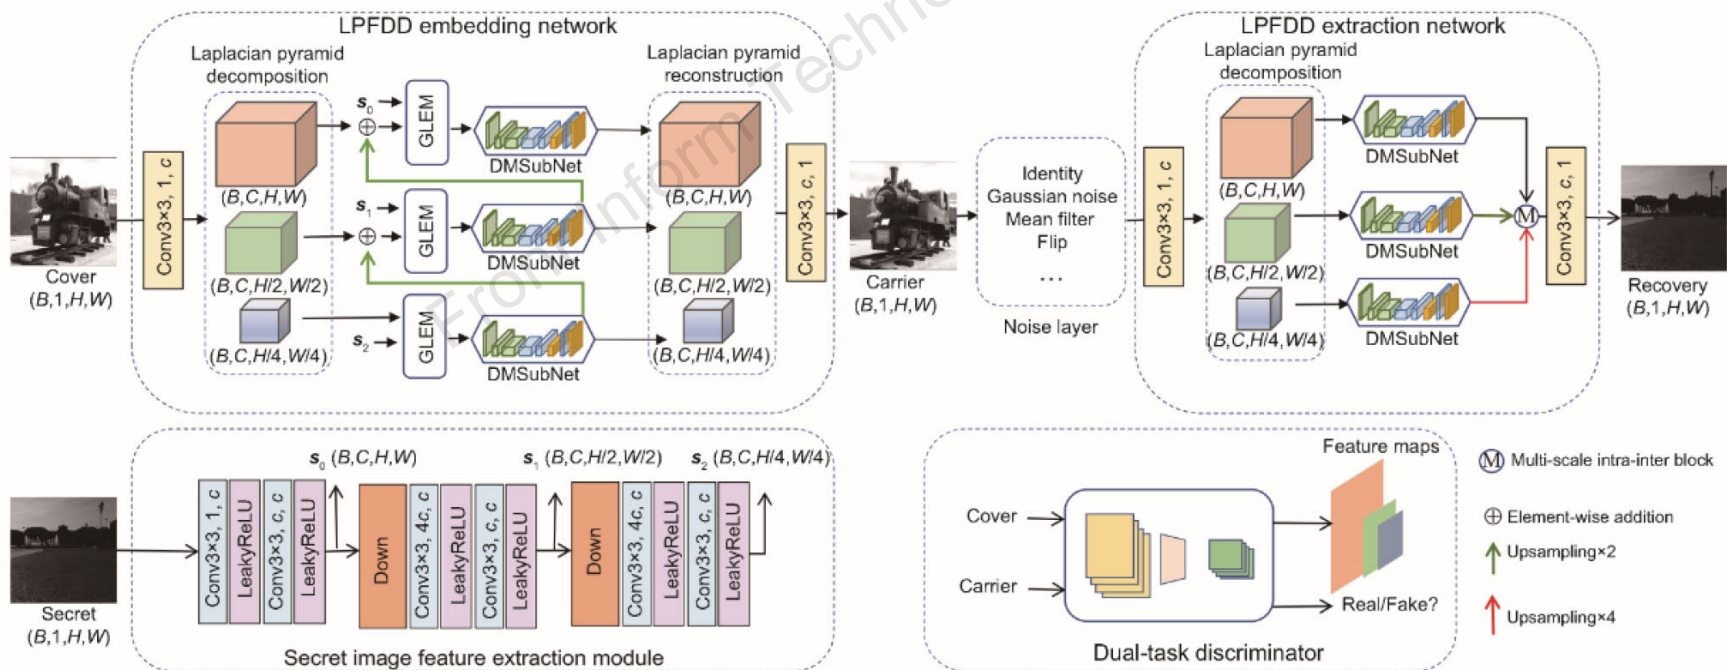 LPFDD embedding network
Laplacian pyramid
decomposition
Laplacian pyramid
reconstruction
s0
GLEM
DMSubNet
(B,C,H,W)
(B,C,H,W)
s1
GLEM
DMSubNet
(B,C,H/2,W/2)
(B,C,H/2,W/2)
s2
GLEM
DMSubNet
(B,C,H/4,W/4)
(B,C,H/4,W/4)
Cover
(B,1,H,W)
Conv3×3, 1, c
Conv3×3, c, 1
Carrier
(B,1,H,W)
Identity
Gaussian noise
Mean filter
Flip
...
Noise layer
LPFDD extraction network
Laplacian pyramid
decomposition
Conv3×3, 1, c
(B,C,H,W)
DMSubNet
(B,C,H/2,W/2)
DMSubNet
(B,C,H/4,W/4)
DMSubNet
M
Conv3×3, c, 1
Recovery
(B,1,H,W)
Secret
(B,1,H,W)
s0 (B,C,H,W)
s1 (B,C,H/2,W/2)
s2 (B,C,H/4,W/4)
Conv3×3, 1, c
LeakyReLU
Conv3×3, c, c
LeakyReLU
Down
Conv3×3, 4c, c
LeakyReLU
Conv3×3, c, c
LeakyReLU
Down
Conv3×3, 4c, c
LeakyReLU
Conv3×3, c, c
LeakyReLU
Secret image feature extraction module
Cover
Carrier
Feature maps
Real/Fake?
Dual-task discriminator
M Multi-scale intra-inter block
⊕ Element-wise addition
Upsampling×2
Upsampling×4
Front Inform Techno